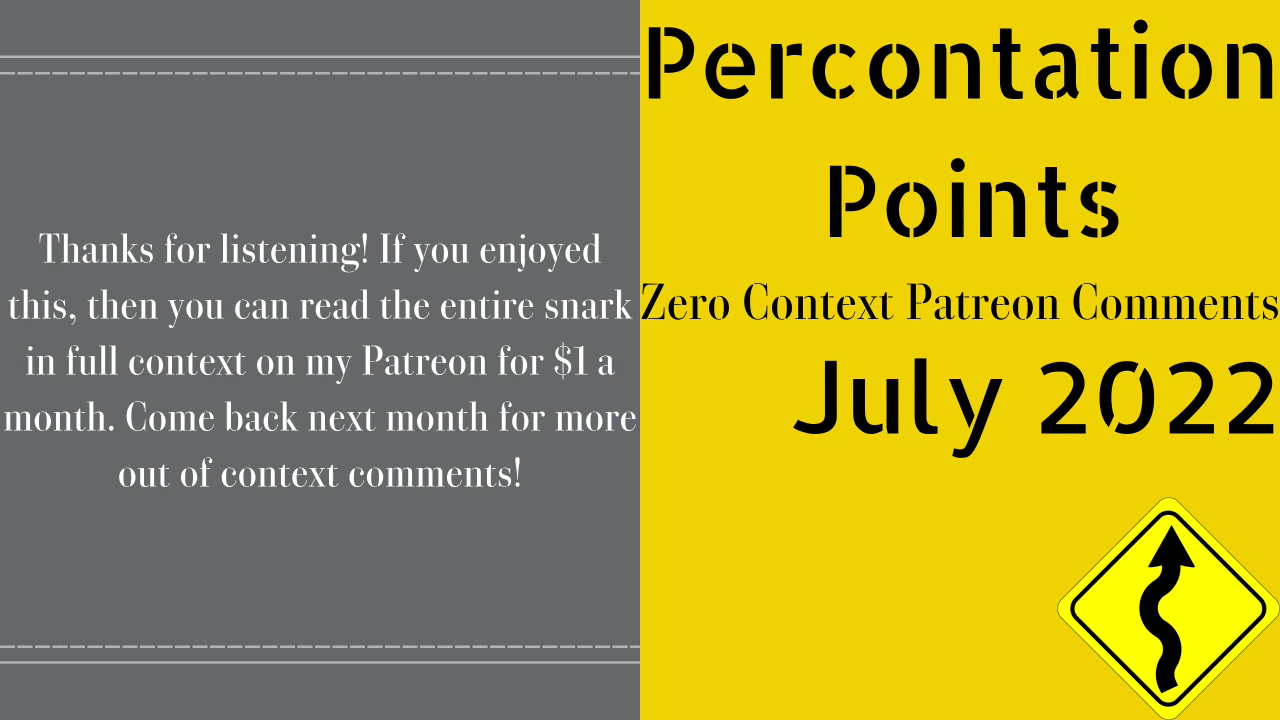 Thanks for listening! If you enjoyed
this, then you can read the entire snark
in full context on my Patreon for $1 a
month. Come back next month for more
out of context comments!
Percontation
Points
Zero Context Patreon Comments
July 2022